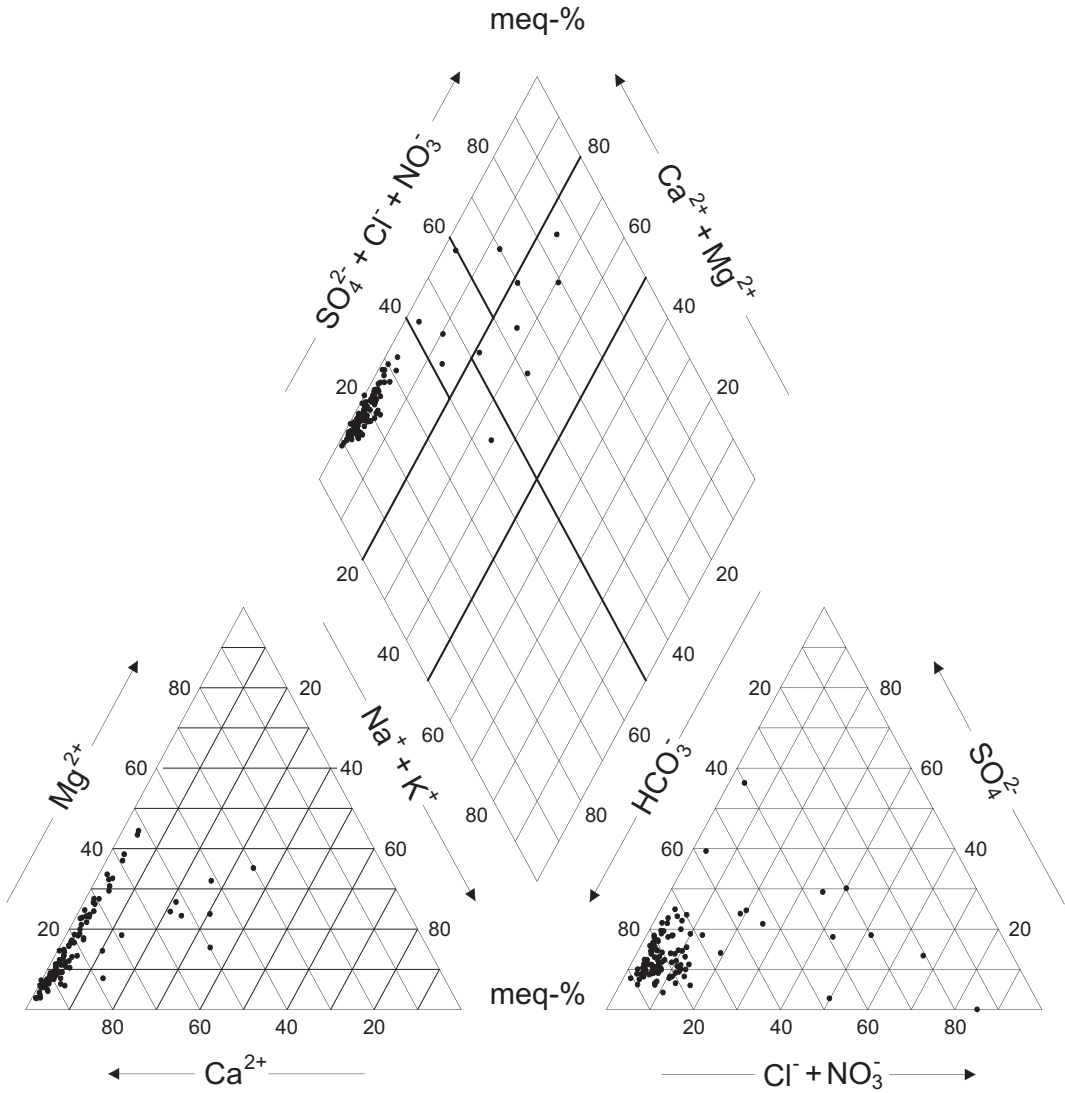 meq-%
80 80
SO₄²⁻ + Cl⁻ + NO₃⁻
Ca²⁺ + Mg²⁺
60 60
40 40
20 20
20 20
40 40
60 60
80 80
Mg²⁺
Na⁺ + K⁺
HCO₃⁻
SO₄²⁻
80 20 20 80
60 40 40 60
40 60 60 40
20 80 80 20
meq-%
80 60 40 20 20 40 60 80
Ca²⁺ Cl⁻ + NO₃⁻